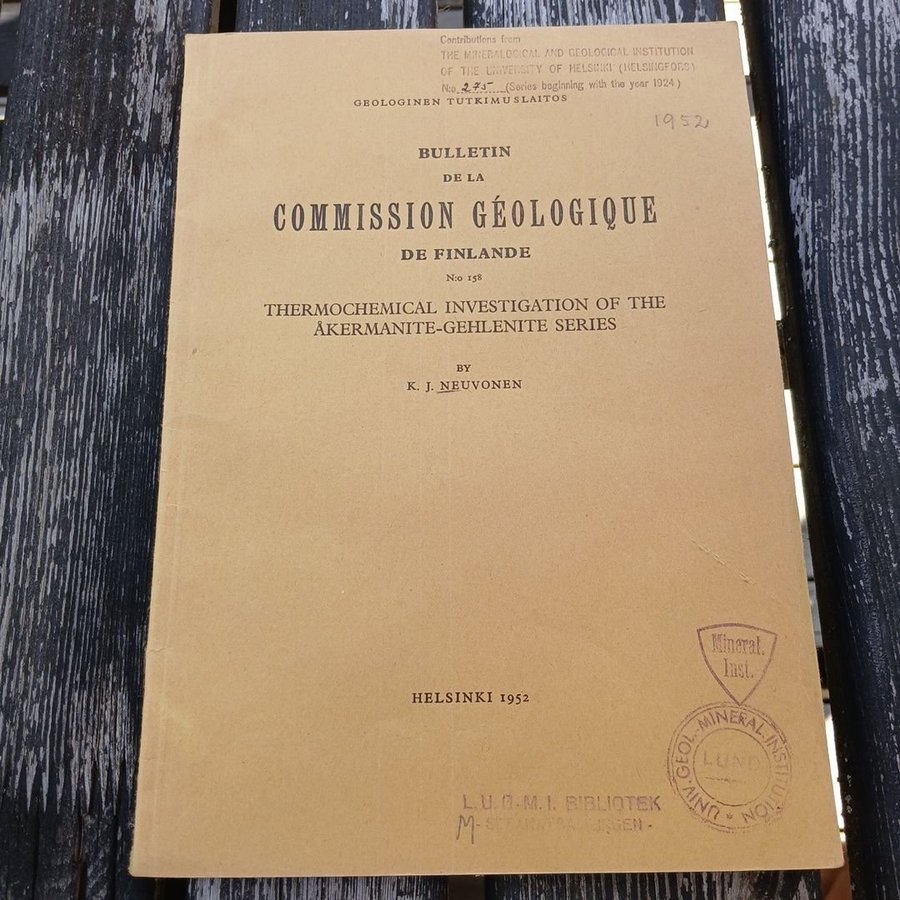 Contributions from
THE MINERALOGICAL AND GEOLOGICAL INSTITUTION
OF THE UNIVERSITY OF HELSINKI (HELSINGFORS)
N:o 275 (Series beginning with the year 1924)
GEOLOGINEN TUTKIMUSLAITOS
1952
BULLETIN
DE LA
COMMISSION GÉOLOGIQUE
DE FINLANDE
N:o 158
THERMOCHEMICAL INVESTIGATION OF THE
ÅKERMANITE-GEHLENITE SERIES
BY
K. J. NEUVONEN
Mineral.
Inst.
HELSINKI 1952
UNIV. GEOL. MINERAL. INSTITUTION
LUND
L. U. G.-M. I. BIBLIOTEK
M-